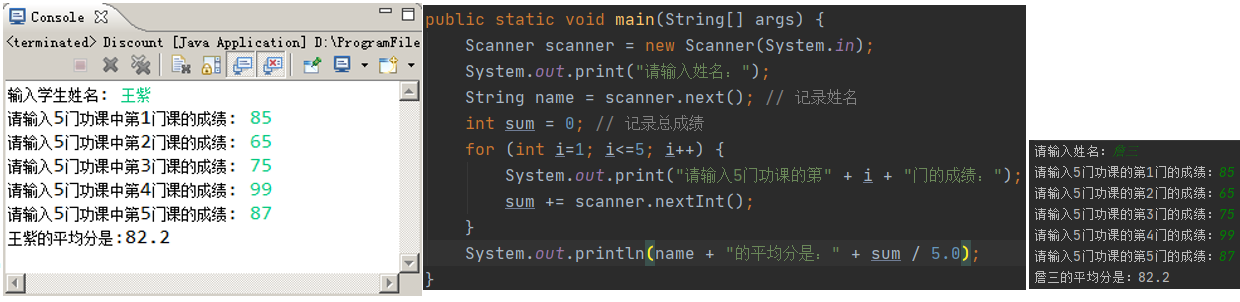 Console
<terminated> Discount [Java Application] D:\ProgramFile
输入学生姓名: 王紫
请输入5门功课中第1门课的成绩: 85
请输入5门功课中第2门课的成绩: 65
请输入5门功课中第3门课的成绩: 75
请输入5门功课中第4门课的成绩: 99
请输入5门功课中第5门课的成绩: 87
王紫的平均分是:82.2
public static void main(String[] args) {
Scanner scanner = new Scanner(System.in);
System.out.print("请输入姓名：");
String name = scanner.next(); // 记录姓名
int sum = 0; // 记录总成绩
for (int i=1; i<=5; i++) {
System.out.print("请输入5门功课的第" + i + "门的成绩：");
sum += scanner.nextInt();
}
System.out.println(name + "的平均分是：" + sum / 5.0);
}
请输入姓名：詹三
请输入5门功课的第1门的成绩：85
请输入5门功课的第2门的成绩：65
请输入5门功课的第3门的成绩：75
请输入5门功课的第4门的成绩：99
请输入5门功课的第5门的成绩：87
詹三的平均分是：82.2